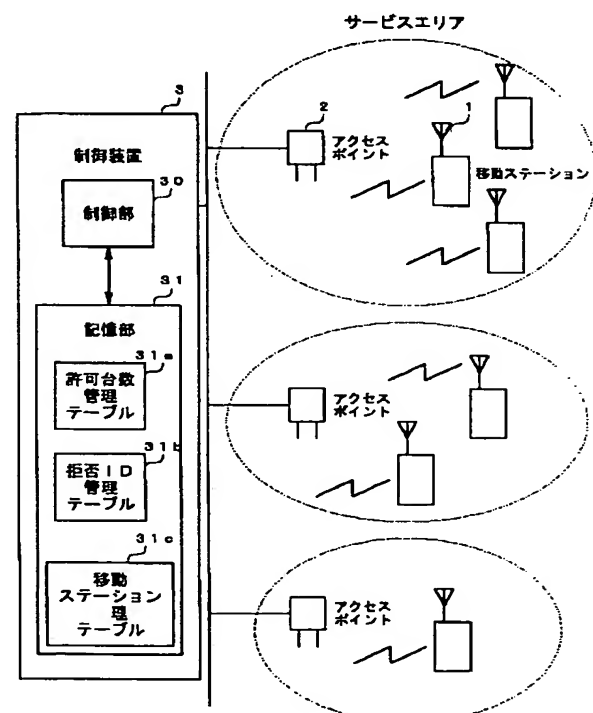 サービスエリア
3
制御装置
30
制御部
31
記憶部
31a
許可台数
管理
テーブル
31b
拒否ID
管理
テーブル
31c
移動
ステーション理
テーブル
2
アクセス
ポイント
1
移動ステーション
アクセス
ポイント
アクセス
ポイント